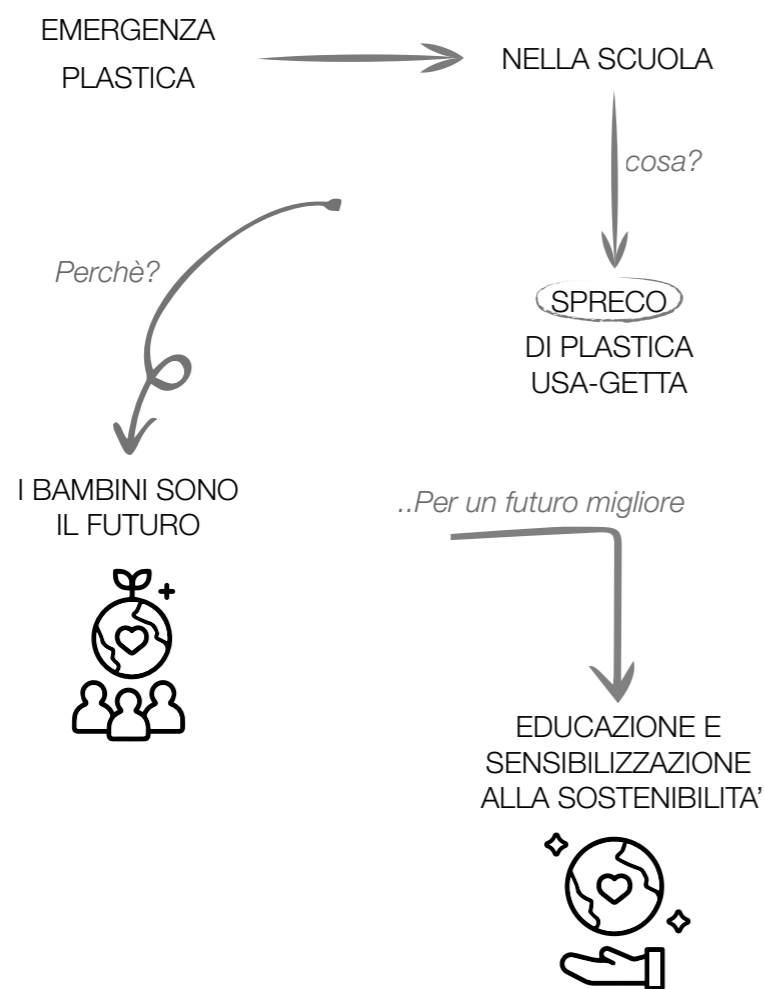 EMERGENZA
PLASTICA
NELLA SCUOLA
cosa?
SPRECO
DI PLASTICA
USA-GETTA
Perchè?
I BAMBINI SONO
IL FUTURO
..Per un futuro migliore
EDUCAZIONE E
SENSIBILIZZAZIONE
ALLA SOSTENIBILITA’